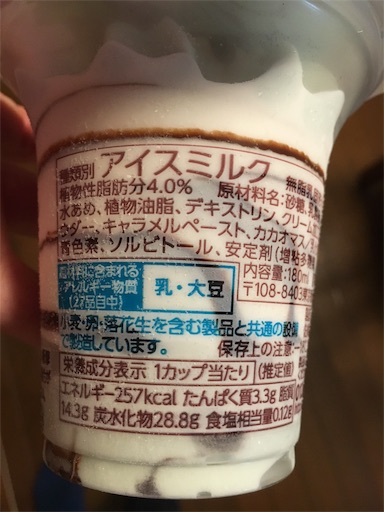 種類別 アイスミルク 無脂乳
植物性脂肪分4.0% 原材料名:砂糖、乳
水あめ、植物油脂、デキストリン、クリーム
ダー、キャラメルペースト、カカオマス
着色素、ソルビトール、安定剤(増粘多
原材料に含まれる
アレルギー物質
(27品目中)
乳・大豆
内容量:180m
〒108-840
小麦・卵・落花生を含む製品と共通の設備
で製造しています。 保存上の注意:
栄養成分表示 1カップ当たり (推定値)
エネルギー257kcal たんぱく質3.3g 脂質
14.3g 炭水化物28.8g 食塩相当量0.12g